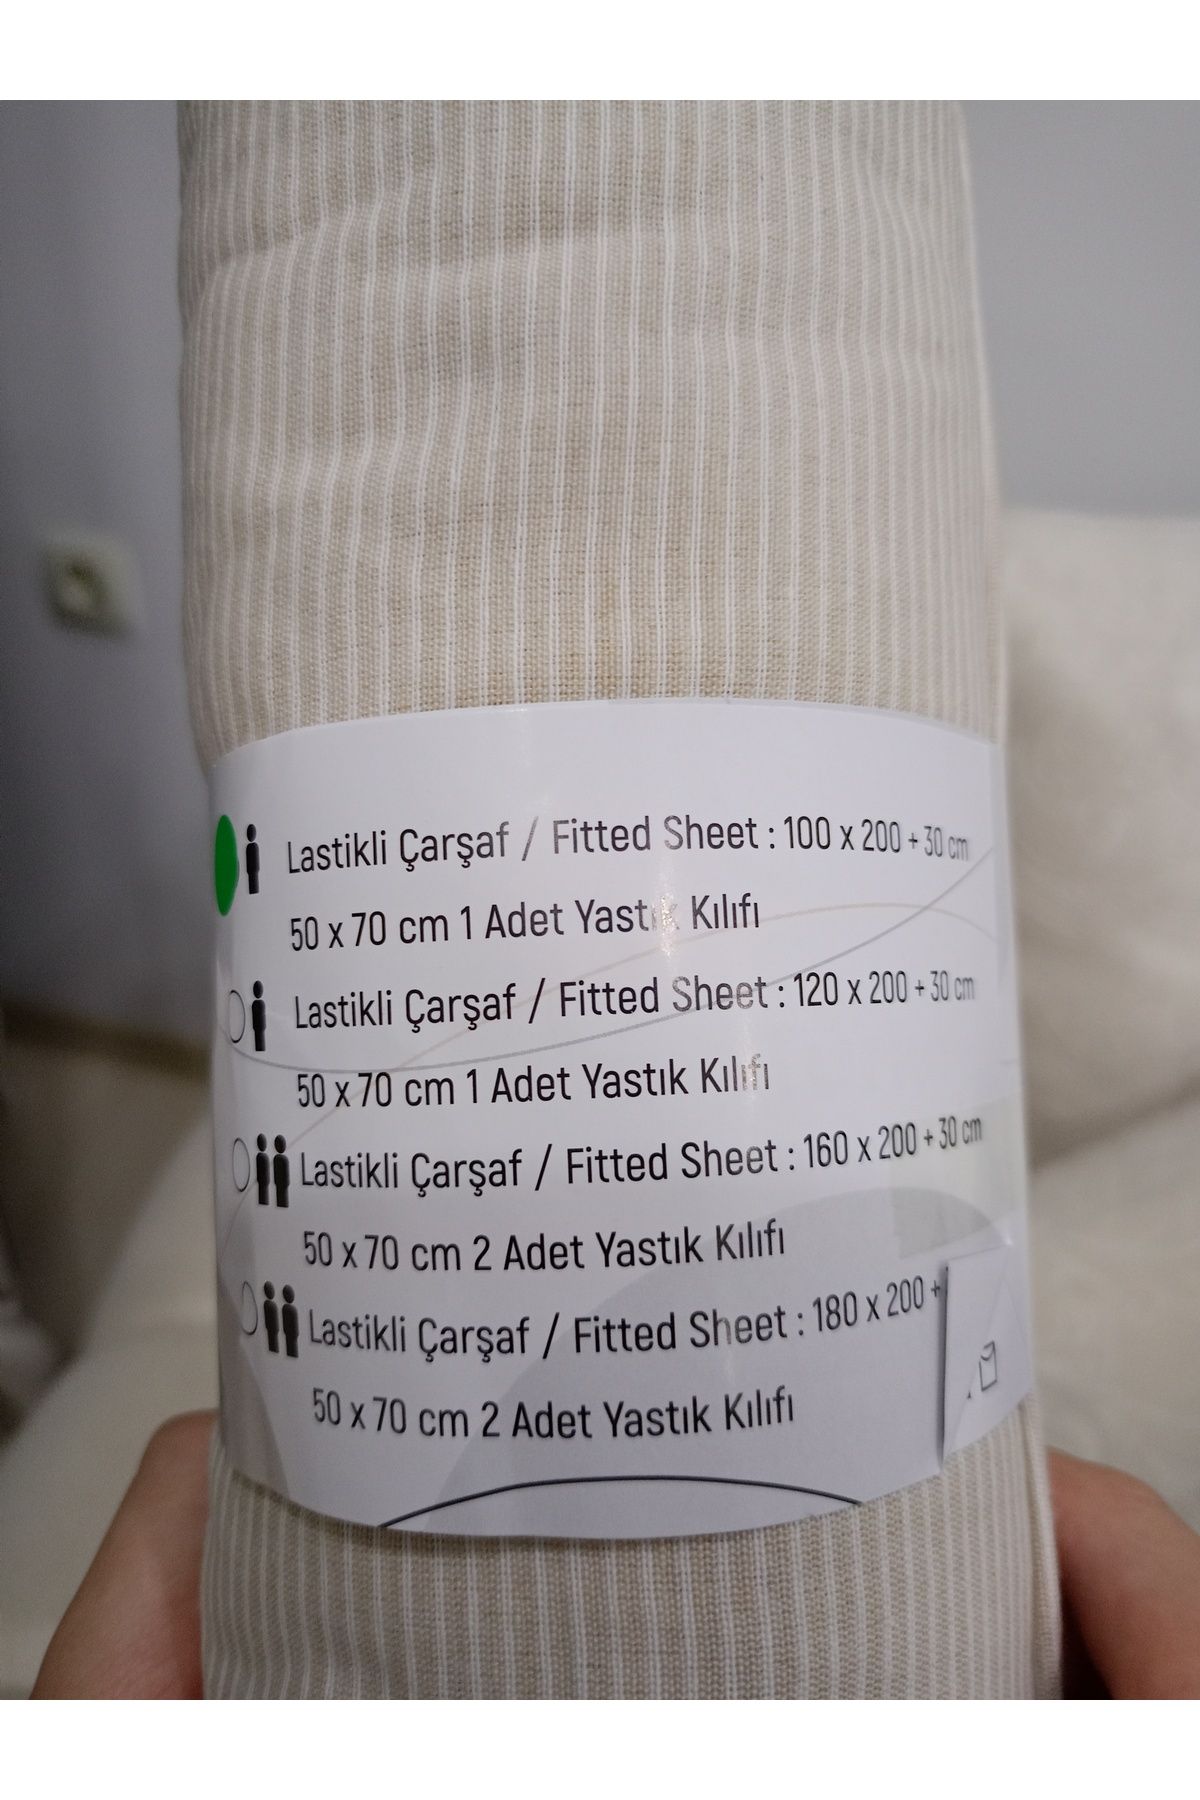 Lastikli Çarşaf / Fitted Sheet : 100 x 200 + 30 cm
50 x 70 cm 1 Adet Yastık Kılıfı
Lastikli Çarşaf / Fitted Sheet : 120 x 200 + 30 cm
50 x 70 cm 1 Adet Yastık Kılıfı
Lastikli Çarşaf / Fitted Sheet : 160 x 200 + 30 cm
50 x 70 cm 2 Adet Yastık Kılıfı
Lastikli Çarşaf / Fitted Sheet : 180 x 200 +
50 x 70 cm 2 Adet Yastık Kılıfı